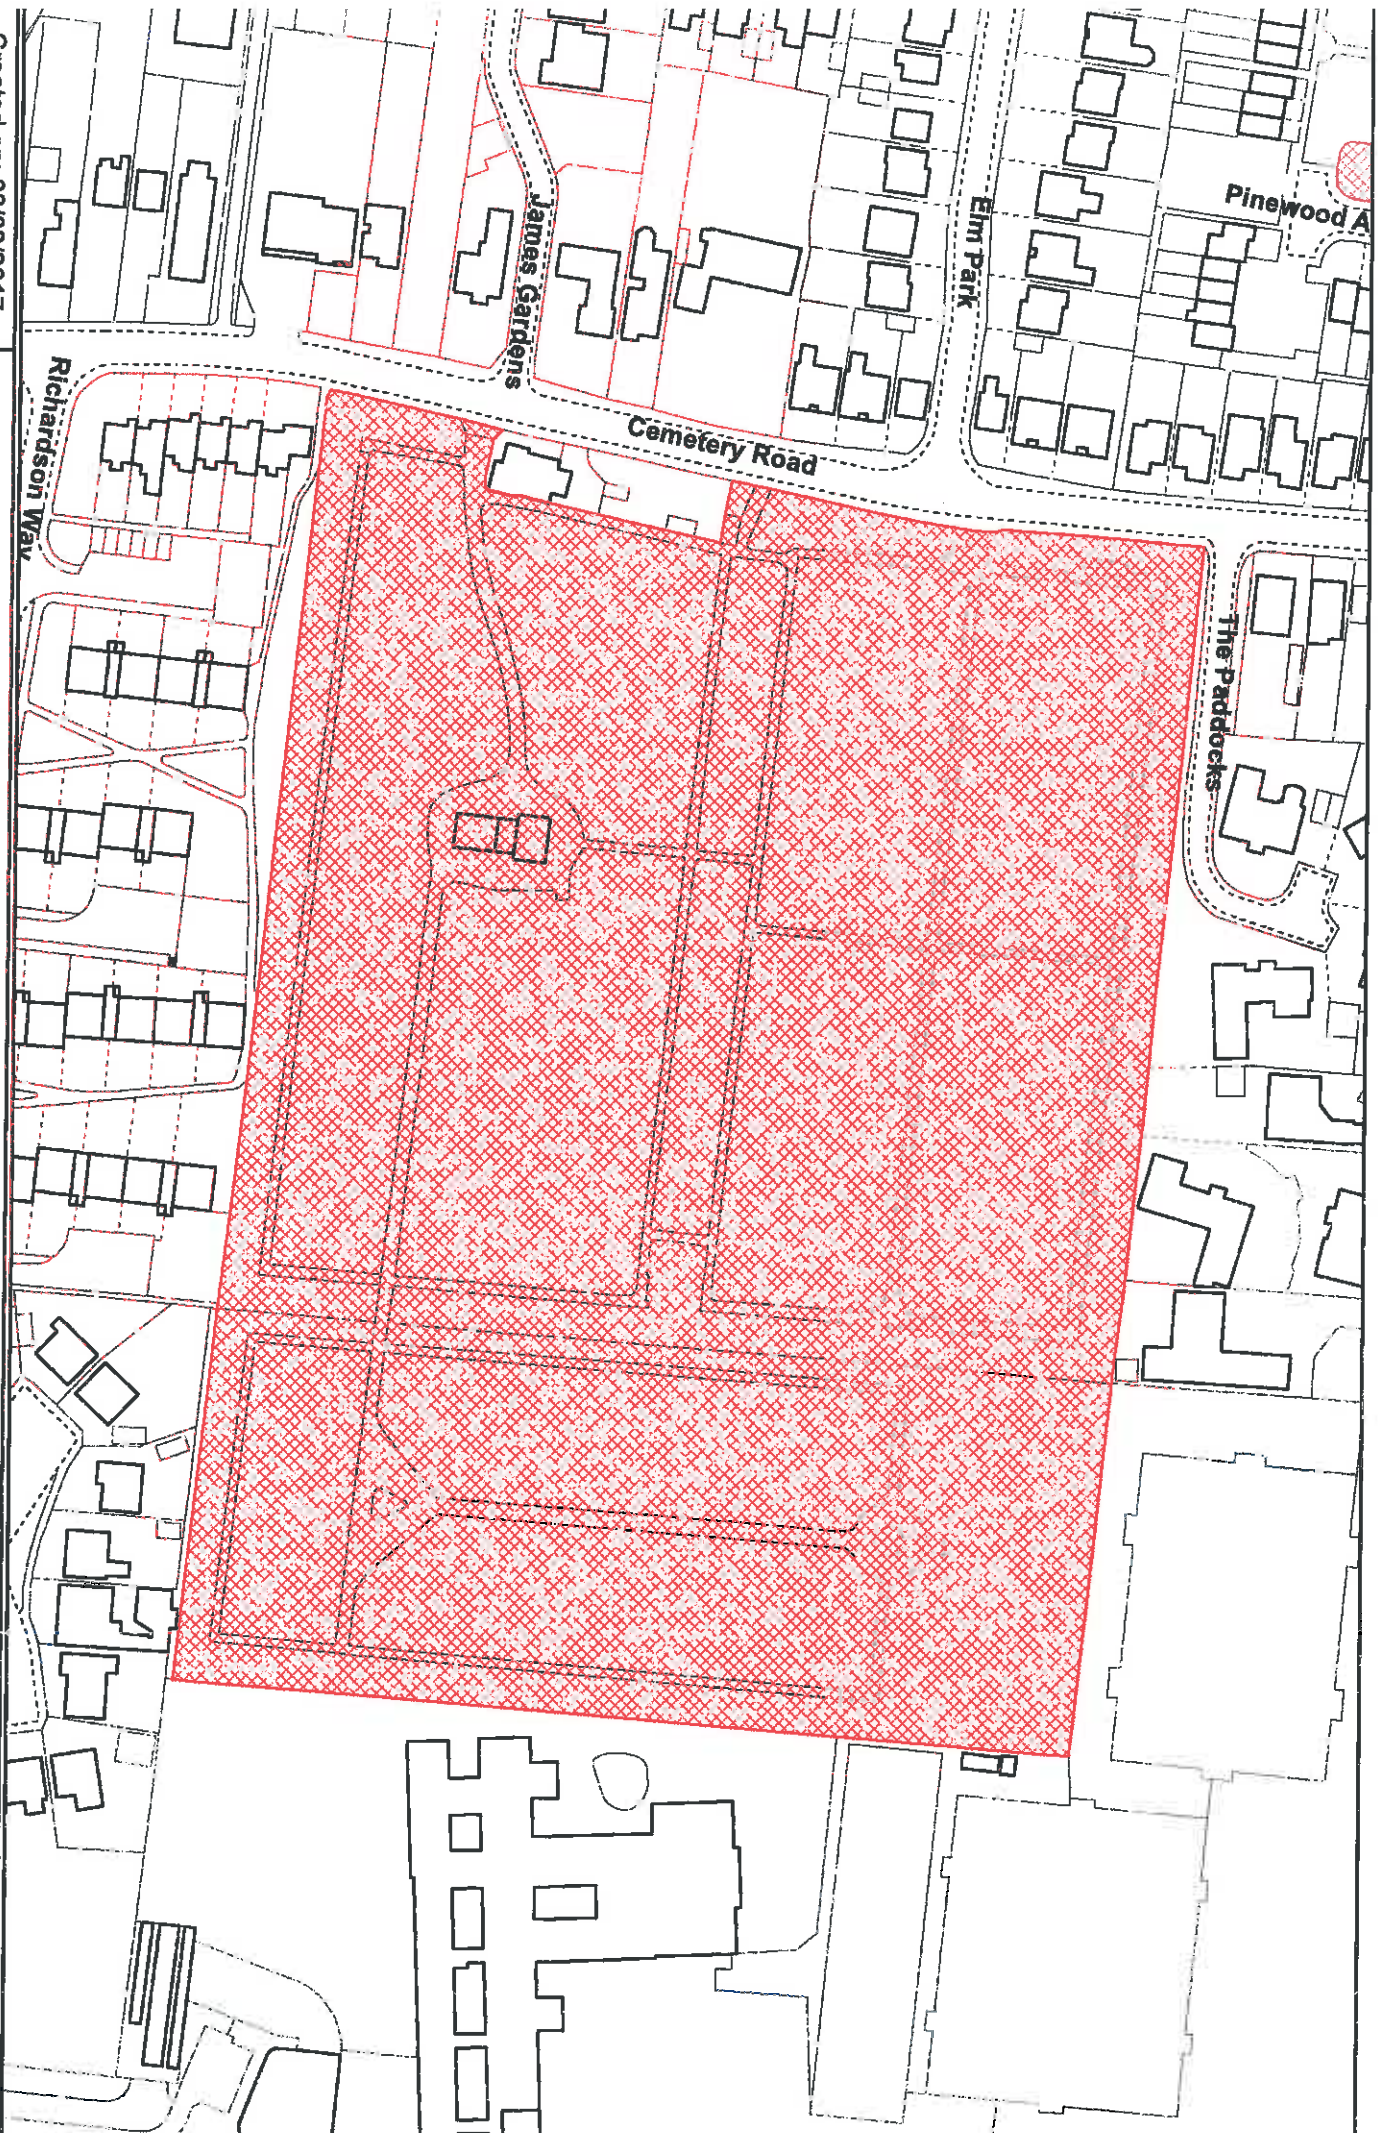 Pinewood A
Elm Park
James Gardens
Cemetery Road
Richardson Way
The Paddocks